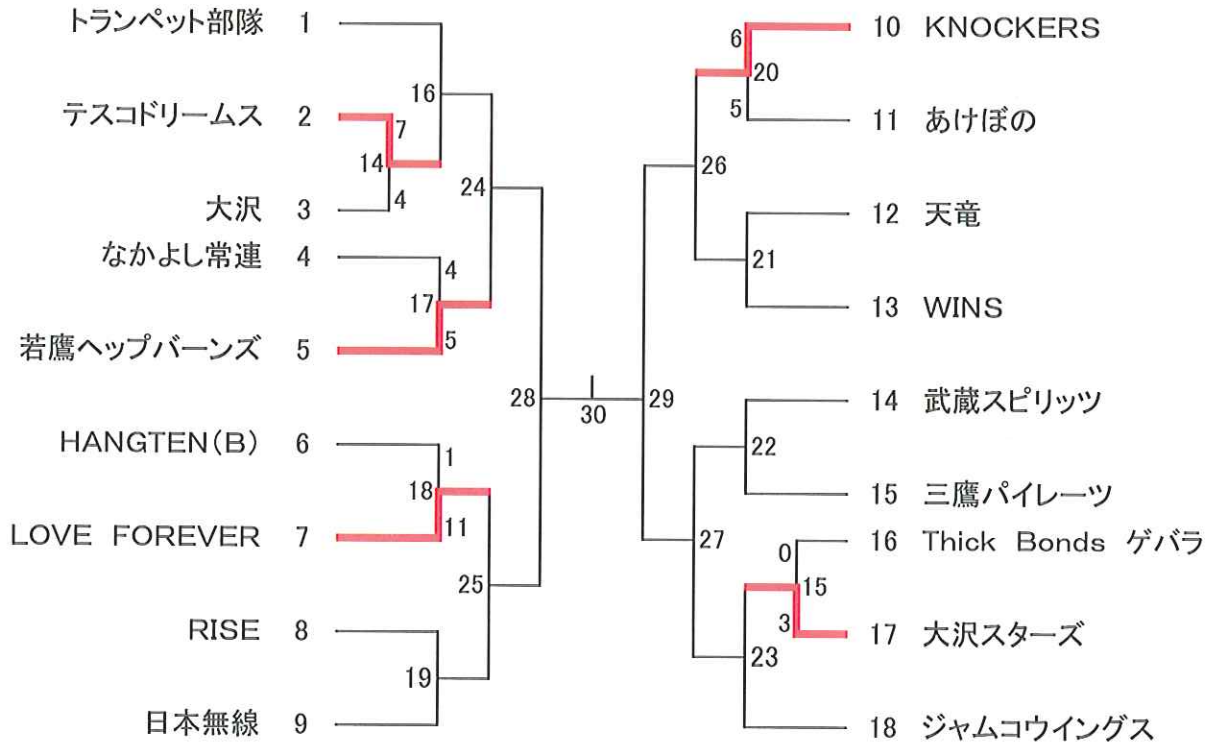 トランペット部隊 1
16
テスコドリームス 2
7
14
大沢 3
4
24
なかよし常連 4
4
17
若鷹ヘップバーンズ 5
5
28
HANGTEN(B) 6
1
18
LOVE FOREVER 7
11
25
RISE 8
19
日本無線 9
30
6
10 KNOCKERS
20
5
11 あけぼの
26
12 天竜
21
13 WINS
29
14 武蔵スピリッツ
22
15 三鷹パイレーツ
27
16 Thick Bonds ゲバラ
0
15
3
17 大沢スターズ
23
18 ジャムコウイングス